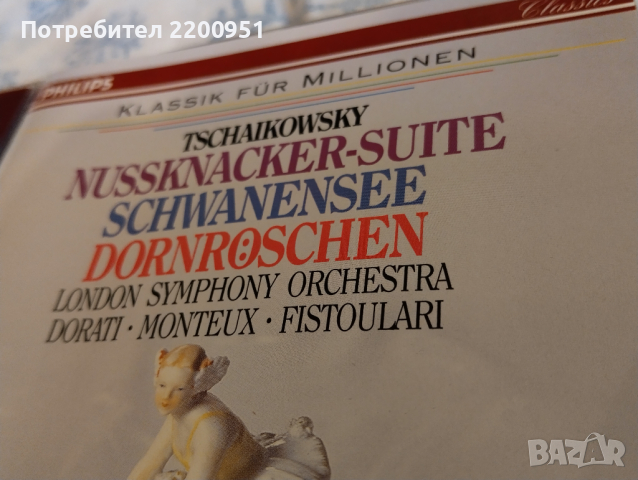 Потребител 2200951
PHILIPS
Classics
KLASSIK FÜR MILLIONEN
TSCHAIKOWSKY
NUSSKNACKER-SUITE
SCHWANENSEE
DORNRÖSCHEN
LONDON SYMPHONY ORCHESTRA
DORATI · MONTEUX · FISTOULARI
BAZAR